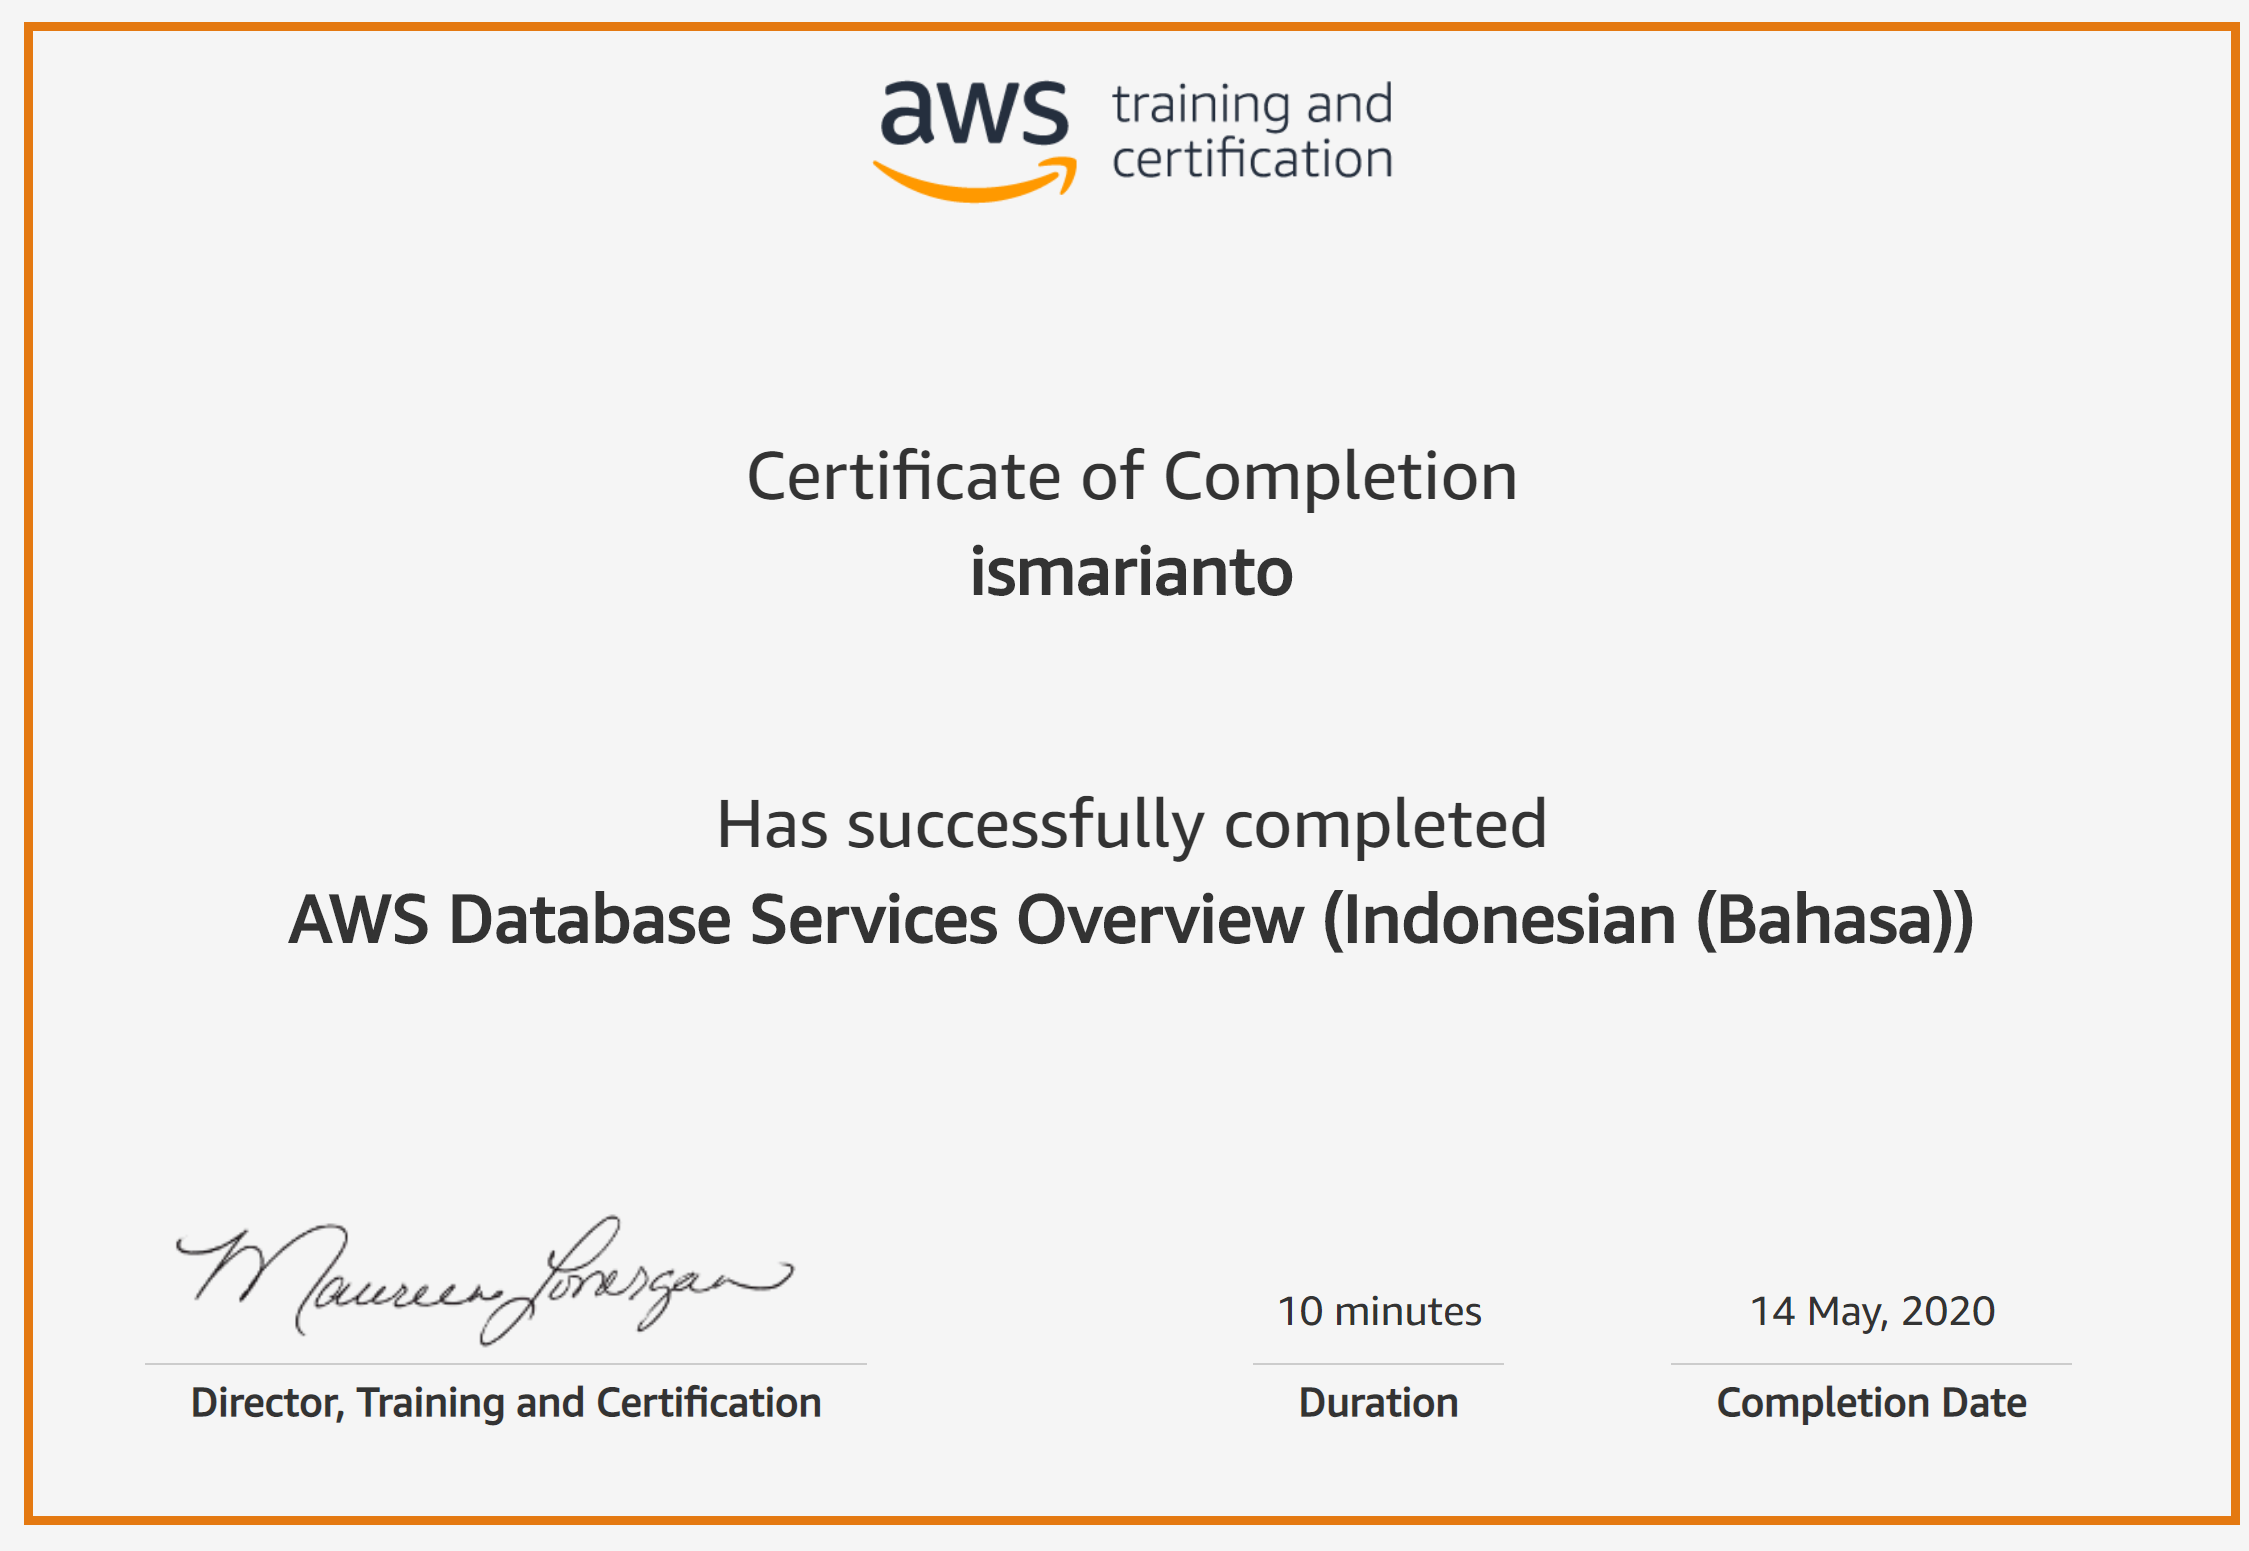 aws training and
certification
Certificate of Completion
ismarianto
Has successfully completed
AWS Database Services Overview (Indonesian (Bahasa))
Maureen Lonergan
10 minutes
14 May, 2020
Director, Training and Certification
Duration
Completion Date